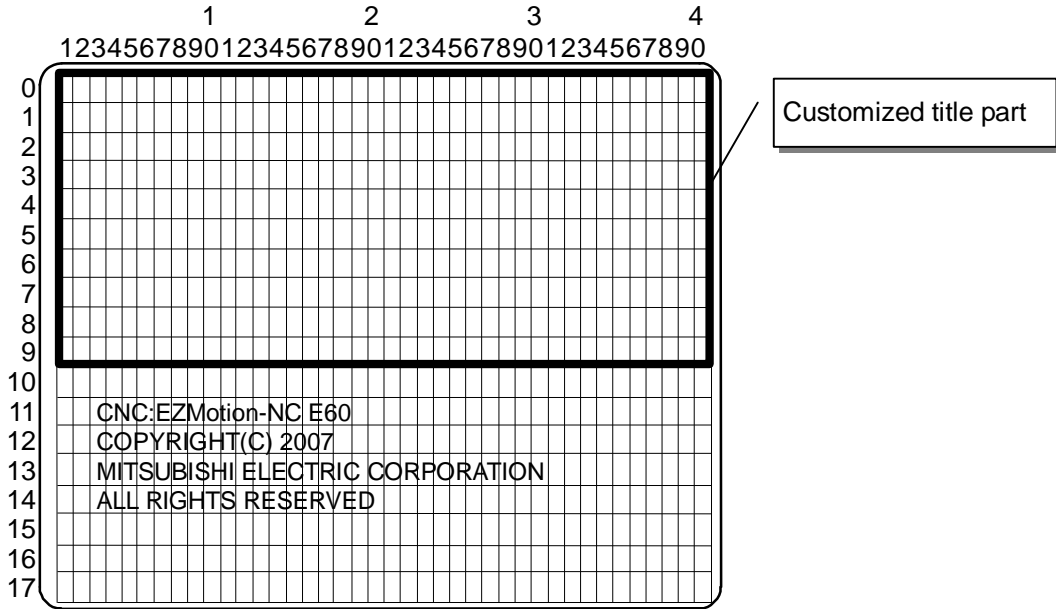 1 2 3 4
1234567890123456789012345678901234567890
0
1
Customized title part
2
3
4
5
6
7
8
9
10
11 CNC:EZMotion-NC E60
12 COPYRIGHT(C) 2007
13 MITSUBISHI ELECTRIC CORPORATION
14 ALL RIGHTS RESERVED
15
16
17